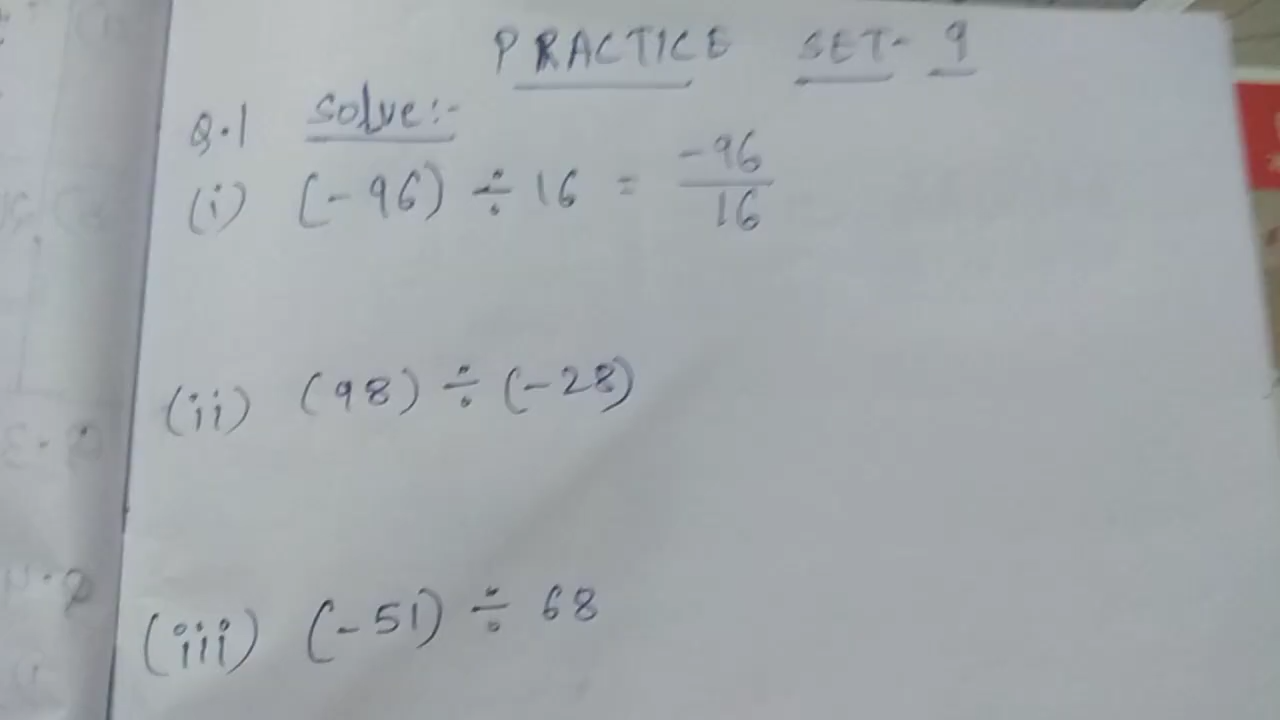 PRACTICE SET- 9
Q.1 Solve:-
(i) (-96) ÷ 16 = -96/16
(ii) (98) ÷ (-28)
(iii) (-51) ÷ 68